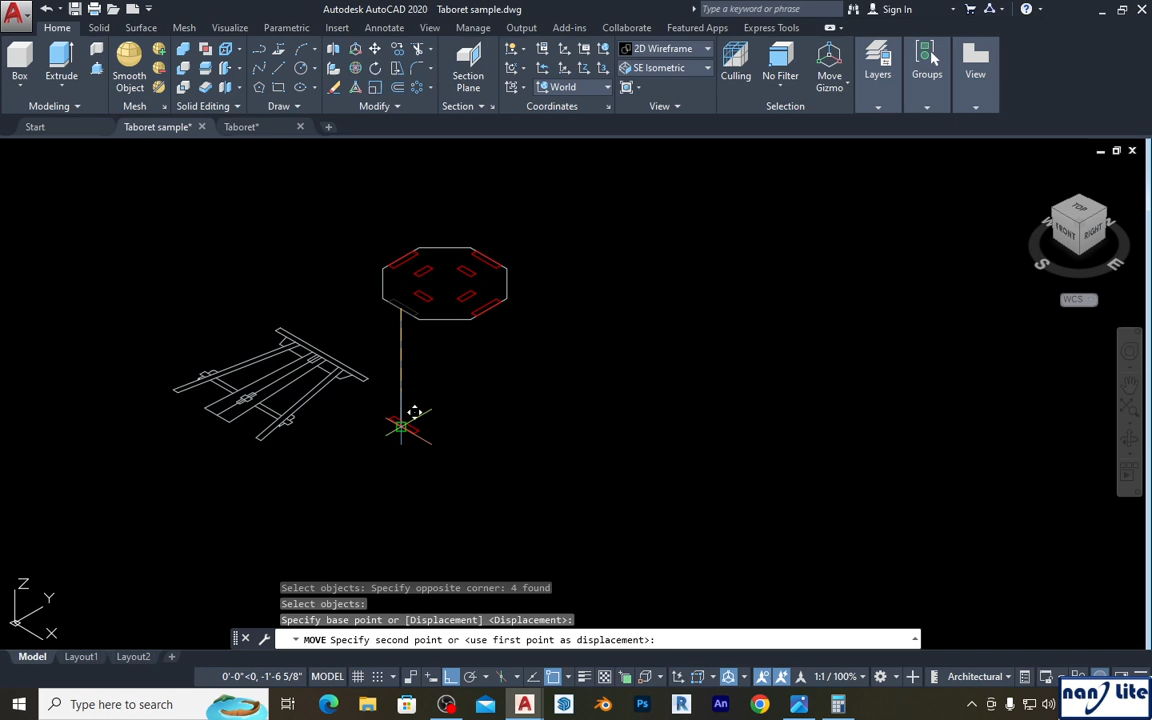 Autodesk AutoCAD 2020 Taboret sample.dwg
Type a keyword or phrase
Sign In
Home Solid Surface Mesh Visualize Parametric Insert Annotate View Manage Output Add-ins Collaborate Express Tools
Box
Extrude
Smooth
Object
Section
Plane
2D Wireframe
SE Isometric
World
Culling
No Filter
Move
Gizmo
Layers
Groups
View
Modeling
Mesh
Solid Editing
Draw
Modify
Section
Coordinates
View
Selection
Start
Taboret sample*
Taboret*
TOP
FRONT
RIGHT
W
N
S
E
WCS
Z
Y
X
Select objects: Specify opposite corner: 4 found
Select objects:
Specify base point or [Displacement] <Displacement>:
MOVE Specify second point or <use first point as displacement>:
Model Layout1 Layout2
0'-0"<0, -1'-6 5/8" MODEL
1:1 / 100%
Architectural
Type here to search
nan lite